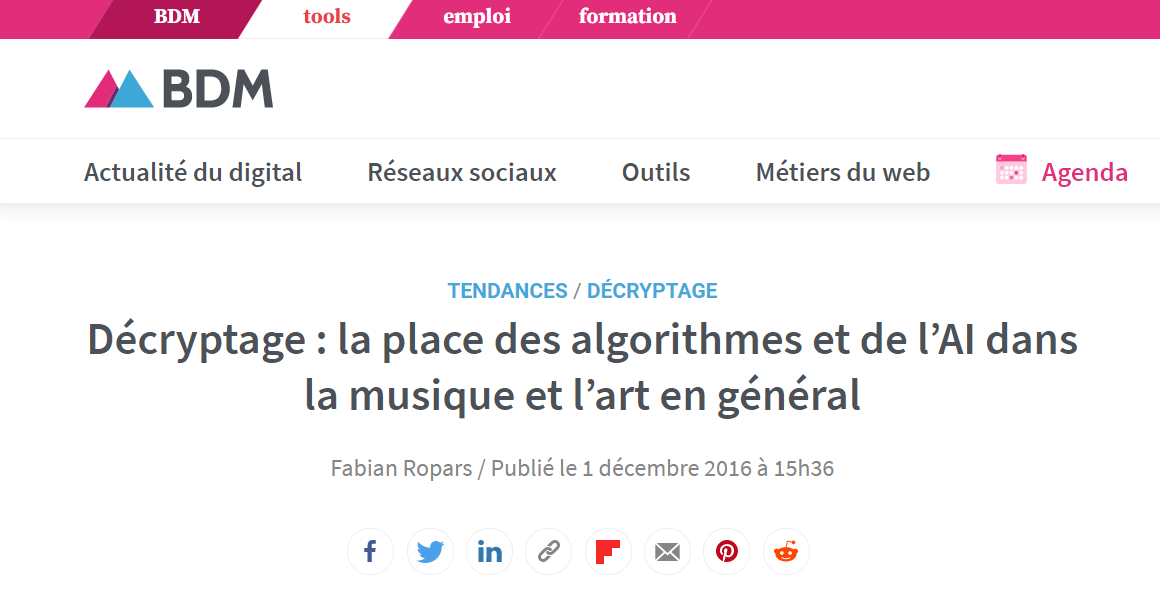 BDM tools emploi formation
BDM
Actualité du digital Réseaux sociaux Outils Métiers du web Agenda
TENDANCES / DÉCRYPTAGE
Décryptage : la place des algorithmes et de l’AI dans
la musique et l’art en général
Fabian Ropars / Publié le 1 décembre 2016 à 15h36